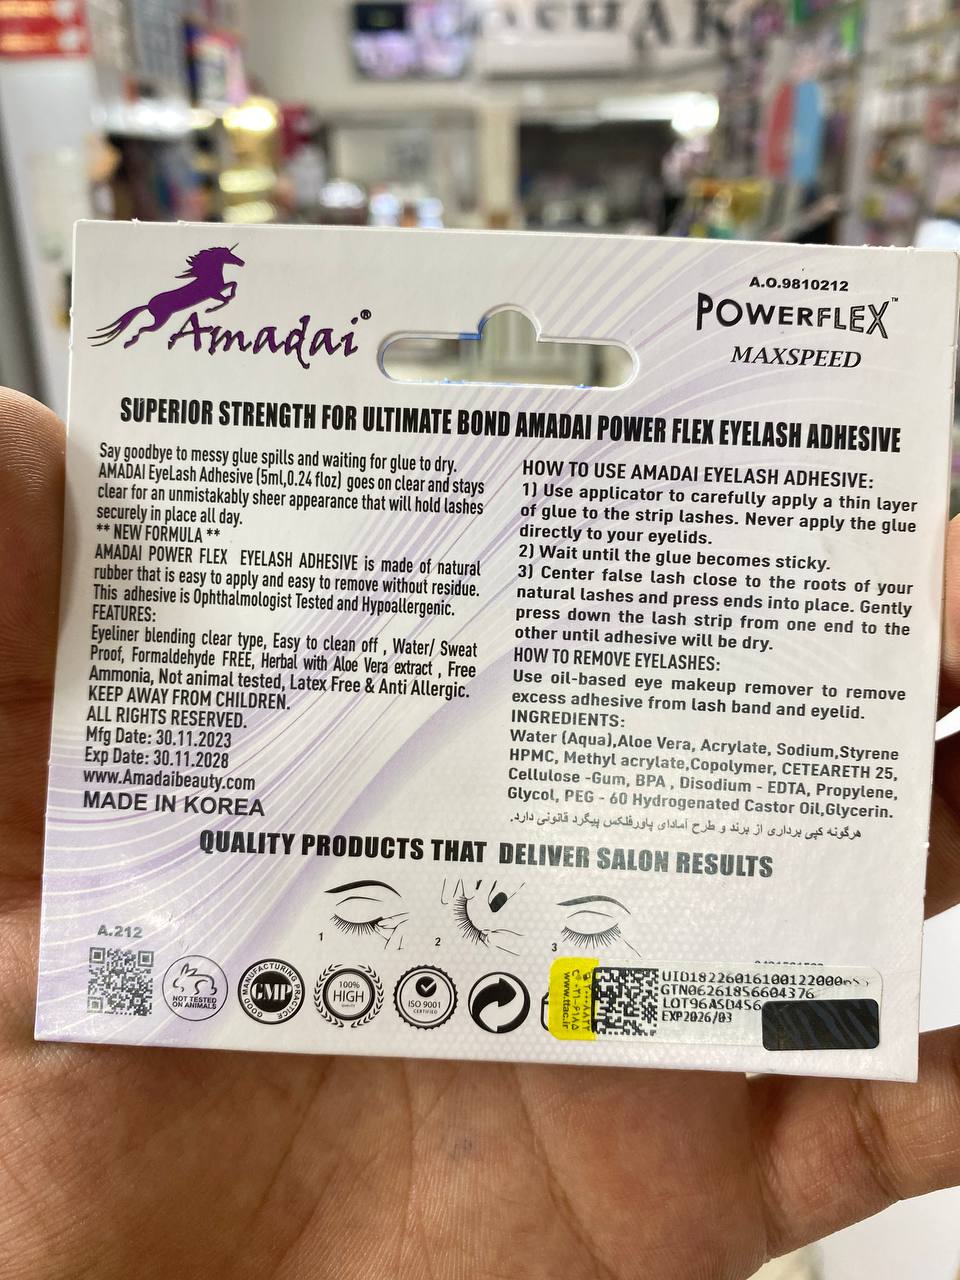 Amadai®
A.O.9810212
POWERFLEX™
MAXSPEED
SUPERIOR STRENGTH FOR ULTIMATE BOND AMADAI POWER FLEX EYELASH ADHESIVE
Say goodbye to messy glue spills and waiting for glue to dry.
AMADAI EyeLash Adhesive (5ml,0.24 floz) goes on clear and stays
clear for an unmistakably sheer appearance that will hold lashes
securely in place all day.
** NEW FORMULA **
AMADAI POWER FLEX EYELASH ADHESIVE is made of natural
rubber that is easy to apply and easy to remove without residue.
This adhesive is Ophthalmologist Tested and Hypoallergenic.
FEATURES:
Eyeliner blending clear type, Easy to clean off , Water/ Sweat
Proof, Formaldehyde FREE, Herbal with Aloe Vera extract , Free
Ammonia, Not animal tested, Latex Free & Anti Allergic.
KEEP AWAY FROM CHILDREN.
ALL RIGHTS RESERVED.
Mfg Date: 30.11.2023
Exp Date: 30.11.2028
www.Amadaibeauty.com
MADE IN KOREA
HOW TO USE AMADAI EYELASH ADHESIVE:
1) Use applicator to carefully apply a thin layer
of glue to the strip lashes. Never apply the glue
directly to your eyelids.
2) Wait until the glue becomes sticky.
3) Center false lash close to the roots of your
natural lashes and press ends into place. Gently
press down the lash strip from one end to the
other until adhesive will be dry.
HOW TO REMOVE EYELASHES:
Use oil-based eye makeup remover to remove
excess adhesive from lash band and eyelid.
INGREDIENTS:
Water (Aqua),Aloe Vera, Acrylate, Sodium,Styrene
HPMC, Methyl acrylate,Copolymer, CETEARETH 25,
Cellulose -Gum, BPA , Disodium - EDTA, Propylene,
Glycol, PEG - 60 Hydrogenated Castor Oil,Glycerin.
هرگونه کپی برداری از برند و طرح آمادای پاورفلکس پیگرد قانونی دارد.
QUALITY PRODUCTS THAT DELIVER SALON RESULTS
1
2
3
A.212
NOT TESTED
ON ANIMALS
GOOD MANUFACTURING PRACTICE
GMP
100%
HIGH
QUALITY
ISO 9001
CERTIFIED
www.ttac.ir
UID18226016100122000
GTN06261856604376
LOT96ASD456
EXP2026/03